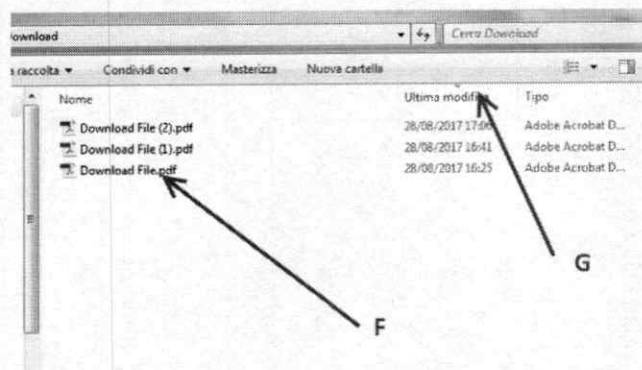 ownload Cerca Download
a raccolta Condividi con Masterizza Nuova cartella
Nome Ultima modifica Tipo
Download File (2).pdf 28/08/2017 17:06 Adobe Acrobat D...
Download File (1).pdf 28/08/2017 16:41 Adobe Acrobat D...
Download File.pdf 28/08/2017 16:25 Adobe Acrobat D...
G
F